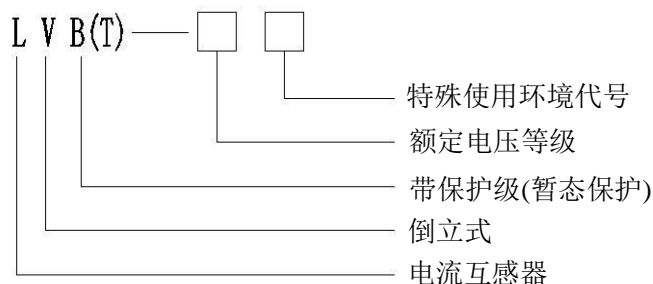 L V B(T)
特殊使用环境代号
额定电压等级
带保护级(暂态保护)
倒立式
电流互感器